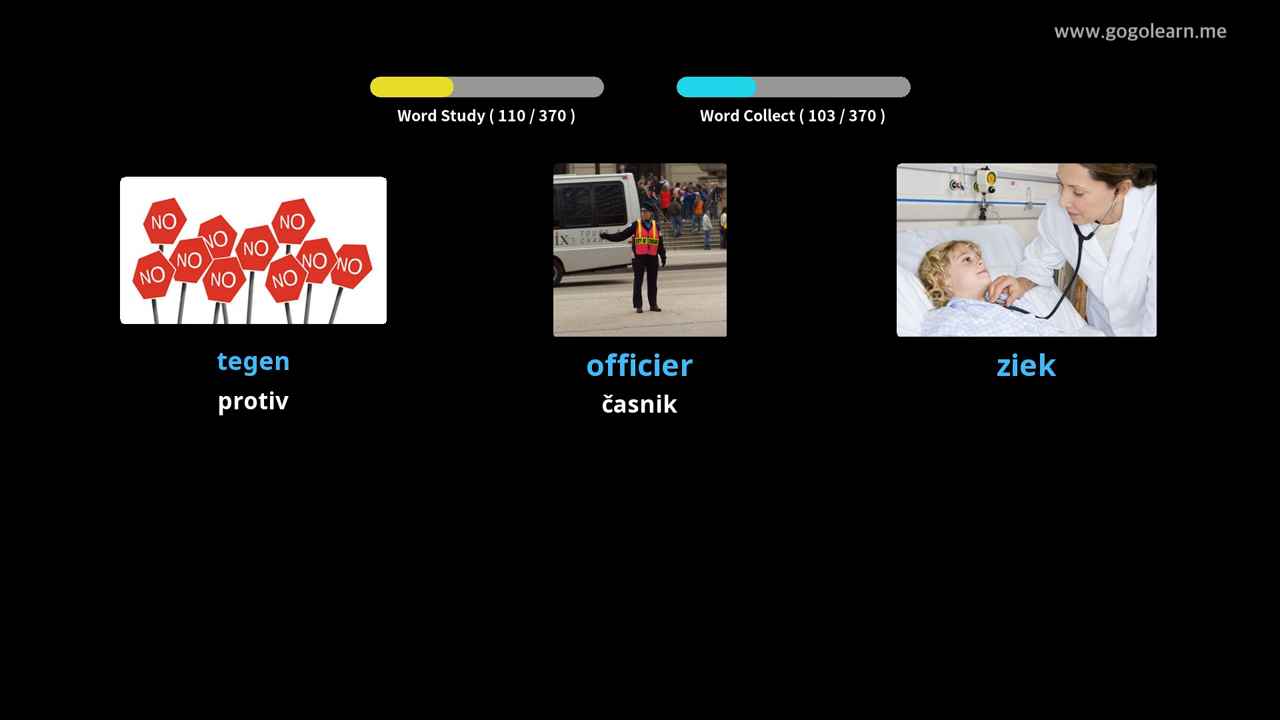 www.gogolearn.me
Word Study ( 110 / 370 )
Word Collect ( 103 / 370 )
NO
NO
NO
NO
NO
NO
NO
NO
NO
NO
tegen
protiv
officier
časnik
ziek